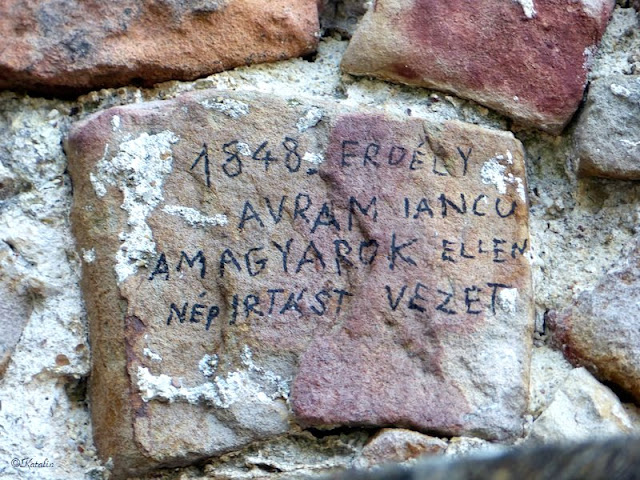 1848. ERDÉLY
AVRAM IANCU
A MAGYAROK ELLEN
NÉPIRTÁST VEZET
©Katalin